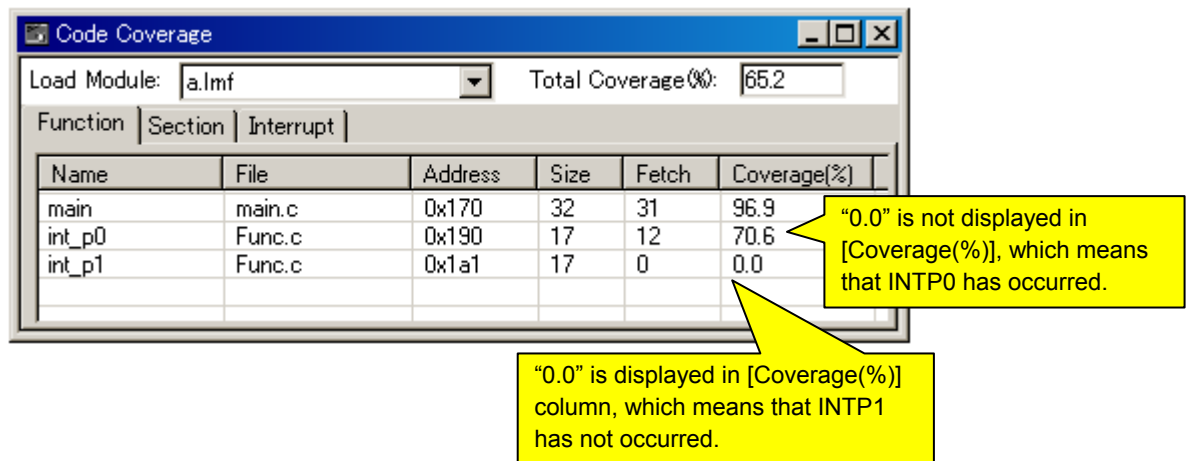 Code Coverage
Load Module: a.lmf Total Coverage(%): 65.2
Function Section Interrupt
Name File Address Size Fetch Coverage(%)
main main.c 0x170 32 31 96.9
int_p0 Func.c 0x190 17 12 70.6
int_p1 Func.c 0x1a1 17 0 0.0
“0.0” is not displayed in
[Coverage(%)], which means
that INTP0 has occurred.
“0.0” is displayed in [Coverage(%)]
column, which means that INTP1
has not occurred.